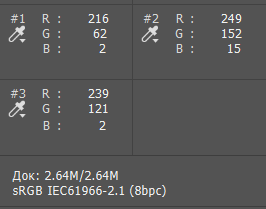 #1 R : 216
G : 62
B : 2
#2 R : 249
G : 152
B : 15
#3 R : 239
G : 121
B : 2
Док: 2.64M/2.64M
sRGB IEC61966-2.1 (8bpc)